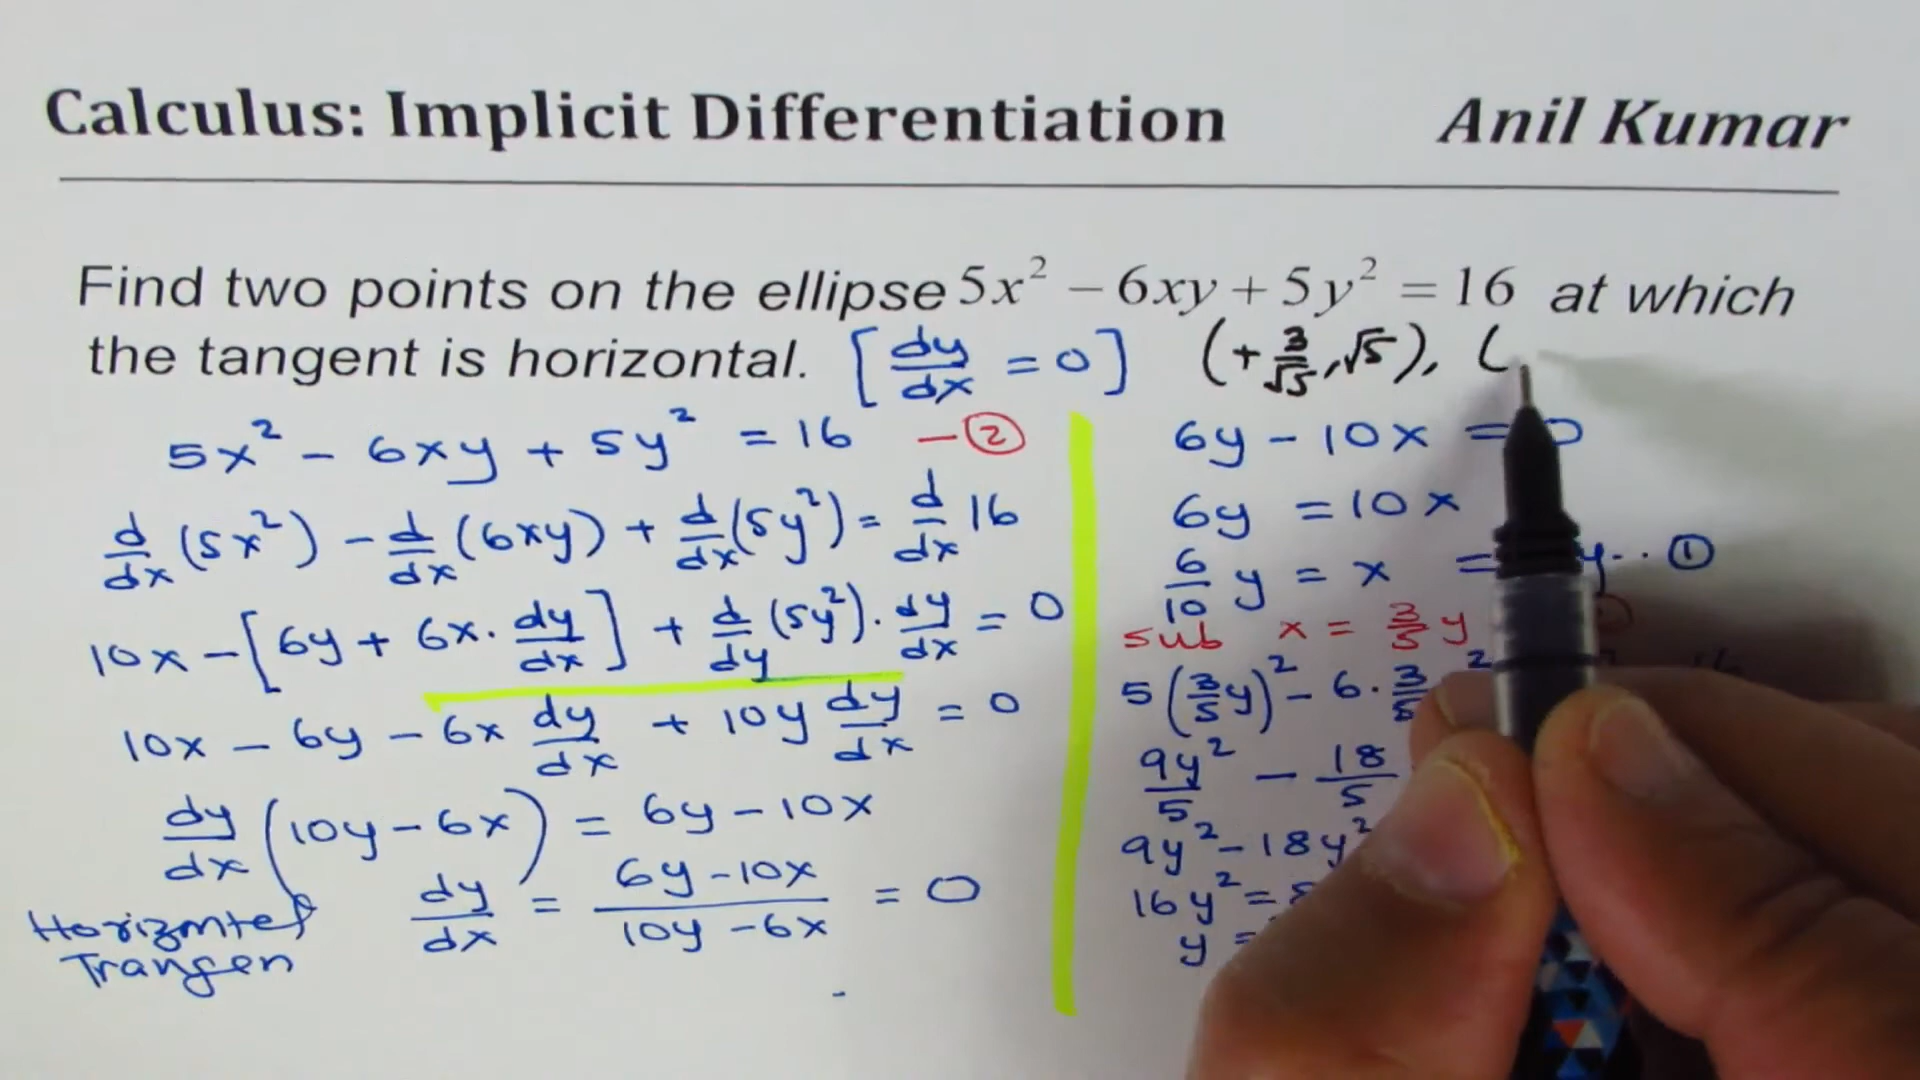 Calculus: Implicit Differentiation Anil Kumar
Find two points on the ellipse 5x² − 6xy + 5y² = 16 at which
the tangent is horizontal. [dy/dx = 0] (+3/√5, √5), (
5x² − 6xy + 5y² = 16 −②
d/dx (5x²) − d/dx (6xy) + d/dx (5y²) = d/dx 16
10x − [6y + 6x · dy/dx] + d/dy (5y²) · dy/dx = 0
10x − 6y − 6x dy/dx + 10y dy/dx = 0
dy/dx (10y − 6x) = 6y − 10x
Horizontal
Trangen
dy/dx = (6y − 10x)/(10y − 6x) = 0
6y − 10x = 0
6y = 10x
6/10 y = x = y ·· ①
sub x = 3/5 y
5 (3/5 y)² − 6 · 3/5
9y²/5 − 18/5
9y² − 18y²
16y² = 8
y =